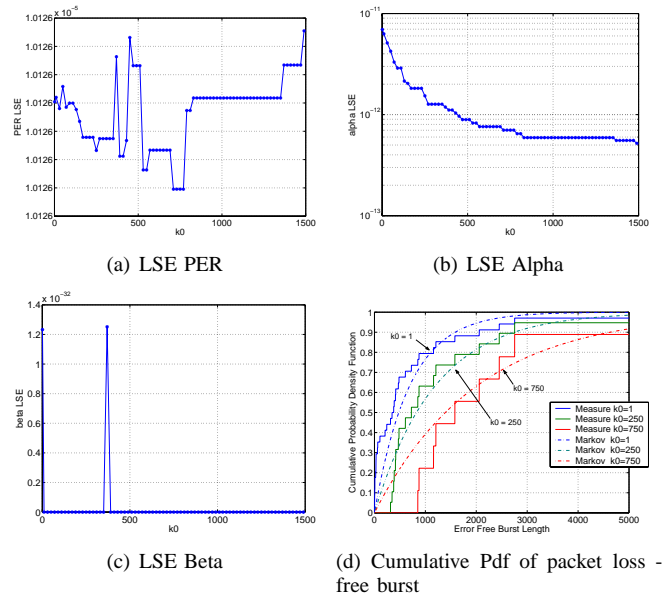 x 10^-5
1.0126
1.0126
1.0126
1.0126
1.0126
1.0126
1.0126
PER LSE
0 500 1000 1500
k0
(a) LSE PER
10^-11
10^-12
10^-13
alpha LSE
0 500 1000 1500
k0
(b) LSE Alpha
x 10^-32
1.4
1.2
1
0.8
0.6
0.4
0.2
0
beta LSE
0 500 1000 1500
k0
(c) LSE Beta
1
0.9
0.8
0.7
0.6
0.5
0.4
0.3
0.2
0.1
0
Cumulative Probability Density Function
k0 = 1
k0 = 750
k0 = 250
Measure k0=1
Measure k0=250
Measure k0=750
Markov k0=1
Markov k0=250
Markov k0=750
0 1000 2000 3000 4000 5000
Error Free Burst Length
(d) Cumulative Pdf of packet loss -
free burst